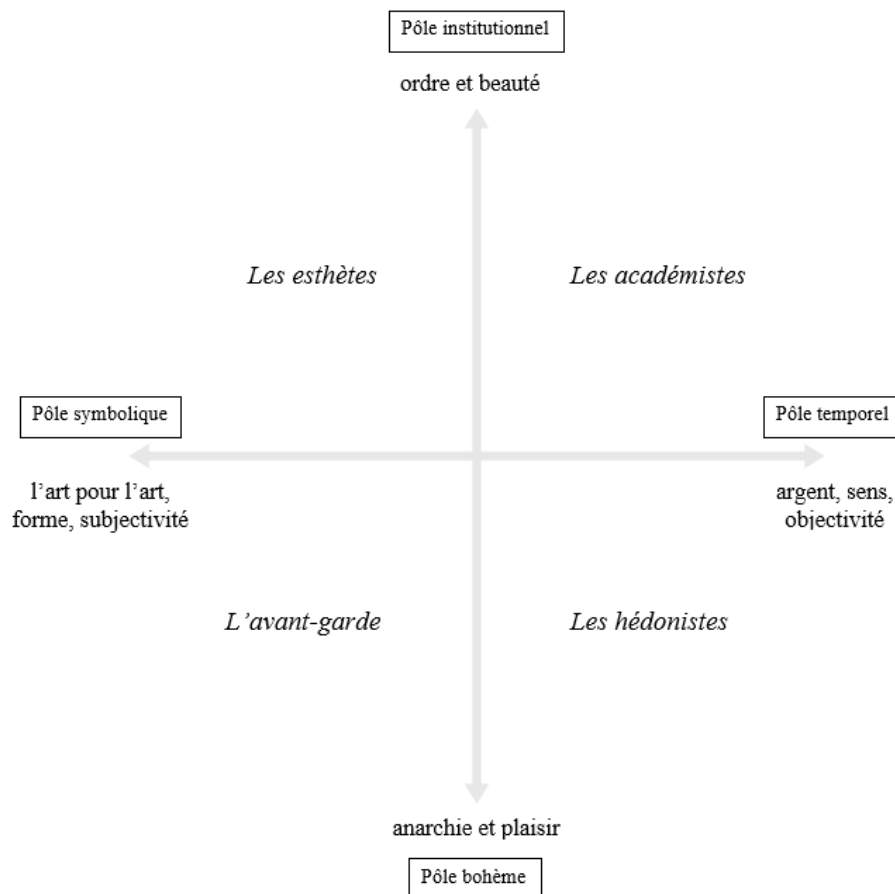 Pôle institutionnel
ordre et beauté
Les esthètes
Les académistes
Pôle symbolique
Pôle temporel
l’art pour l’art,
forme, subjectivité
argent, sens,
objectivité
L’avant-garde
Les hédonistes
anarchie et plaisir
Pôle bohème